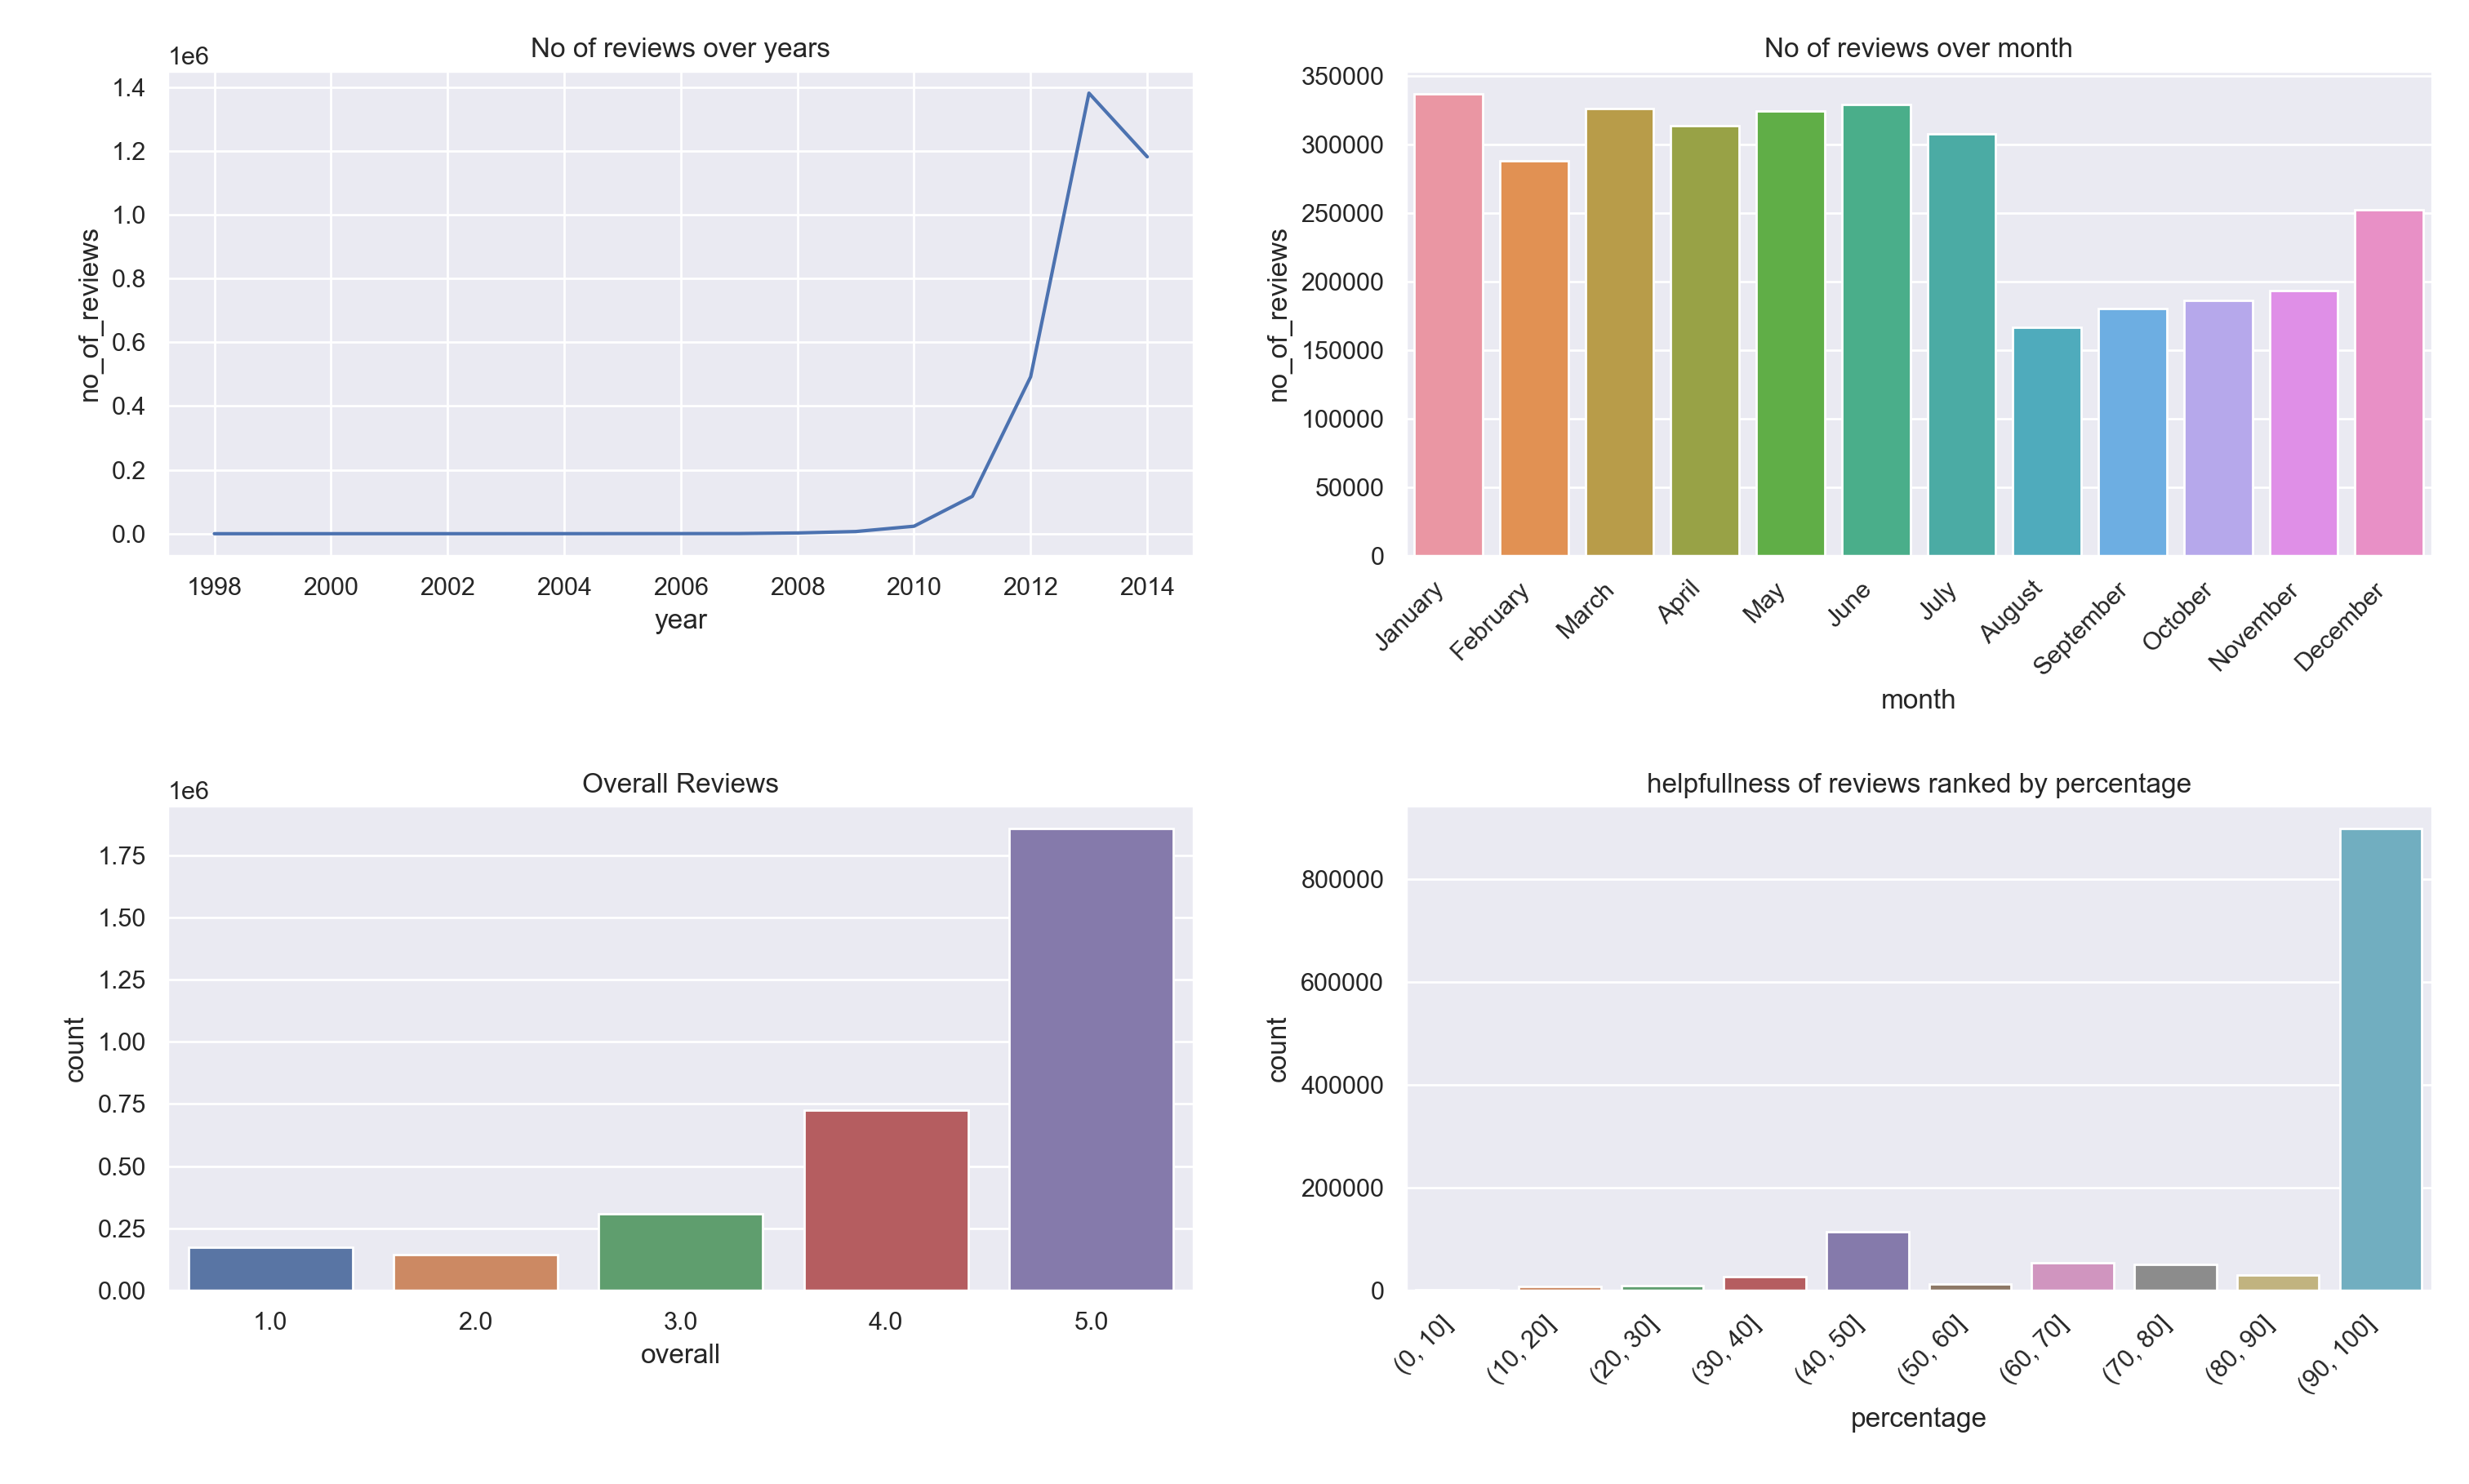 No of reviews over years
1e6
1.4
1.2
1.0
0.8
0.6
0.4
0.2
0.0
no_of_reviews
1998 2000 2002 2004 2006 2008 2010 2012 2014
year
No of reviews over month
350000
300000
250000
200000
150000
100000
50000
0
no_of_reviews
January February March April May June July August September October November December
month
Overall Reviews
1e6
1.75
1.50
1.25
1.00
0.75
0.50
0.25
0.00
count
1.0 2.0 3.0 4.0 5.0
overall
helpfullness of reviews ranked by percentage
800000
600000
400000
200000
0
count
(0, 10] (10, 20] (20, 30] (30, 40] (40, 50] (50, 60] (60, 70] (70, 80] (80, 90] (90, 100]
percentage